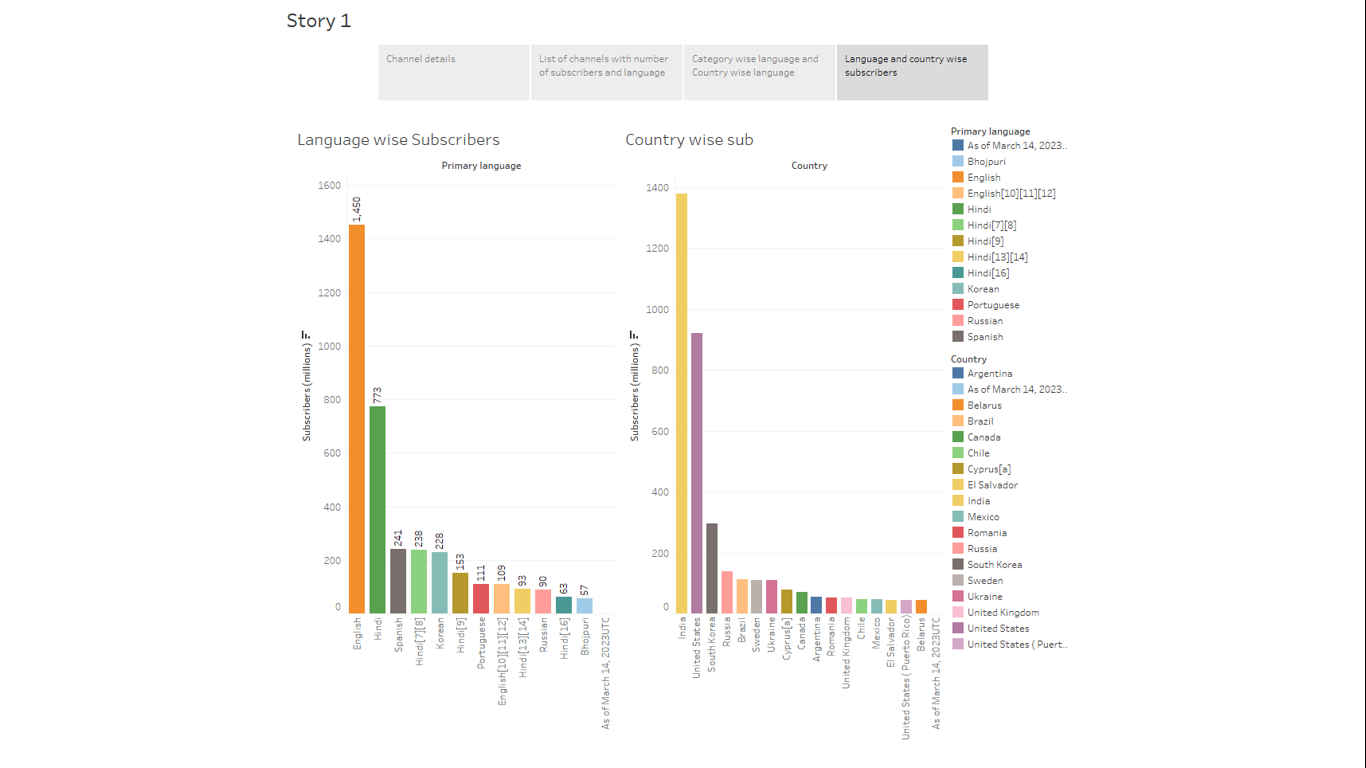 Story 1
Channel details
List of channels with number
of subscribers and language
Category wise language and
Country wise language
Language and country wise
subscribers
Language wise Subscribers
Primary language
Subscribers (millions)
1600
1400
1200
1000
800
600
400
200
0
1,450
773
241
238
228
153
111
109
93
90
63
57
English
Hindi
Spanish
Hindi[7][8]
Korean
Hindi[9]
Portuguese
English[10][11][12]
Hindi[13][14]
Russian
Hindi[16]
Bhojpuri
As of March 14, 2023UTC
Country wise sub
Country
Subscribers (millions)
1400
1200
1000
800
600
400
200
0
India
United States
South Korea
Russia
Brazil
Sweden
Ukraine
Cyprus[a]
Canada
Argentina
Romania
United Kingdom
Chile
Mexico
El Salvador
United States ( Puerto Rico)
Belarus
As of March 14, 2023UTC
Primary language
As of March 14, 2023..
Bhojpuri
English
English[10][11][12]
Hindi
Hindi[7][8]
Hindi[9]
Hindi[13][14]
Hindi[16]
Korean
Portuguese
Russian
Spanish
Country
Argentina
As of March 14, 2023..
Belarus
Brazil
Canada
Chile
Cyprus[a]
El Salvador
India
Mexico
Romania
Russia
South Korea
Sweden
Ukraine
United Kingdom
United States
United States ( Puert..